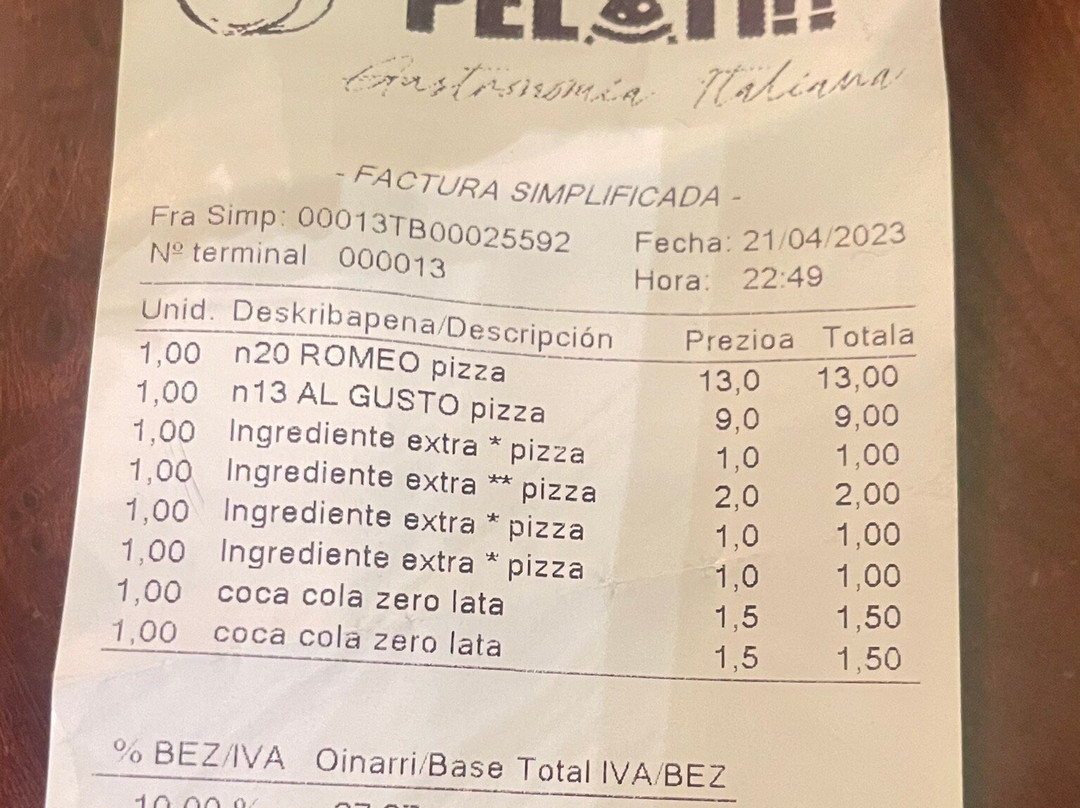 Gastronomia Italiana
- FACTURA SIMPLIFICADA -
Fra Simp: 00013TB00025592 Fecha: 21/04/2023
Nº terminal 000013 Hora: 22:49
Unid. Deskribapena/Descripción Prezioa Totala
1,00 n20 ROMEO pizza 13,0 13,00
1,00 n13 AL GUSTO pizza 9,0 9,00
1,00 Ingrediente extra * pizza 1,0 1,00
1,00 Ingrediente extra ** pizza 2,0 2,00
1,00 Ingrediente extra * pizza 1,0 1,00
1,00 Ingrediente extra * pizza 1,0 1,00
1,00 coca cola zero lata 1,5 1,50
1,00 coca cola zero lata 1,5 1,50
% BEZ/IVA Oinarri/Base Total IVA/BEZ
10,00 %